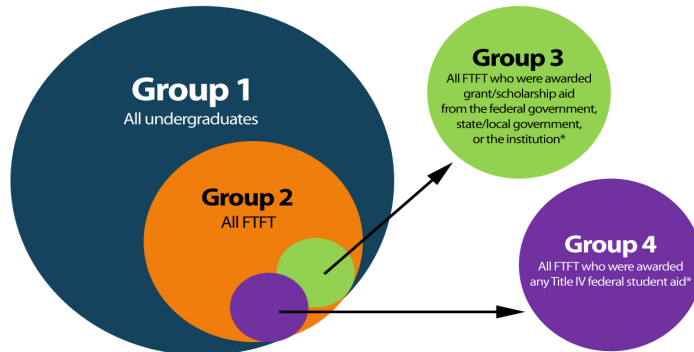 Group 1
All undergraduates
Group 2
All FTFT
Group 3
All FTFT who were awarded
grant/scholarship aid
from the federal government,
state/local government,
or the institution*
Group 4
All FTFT who were awarded
any Title IV federal student aid*